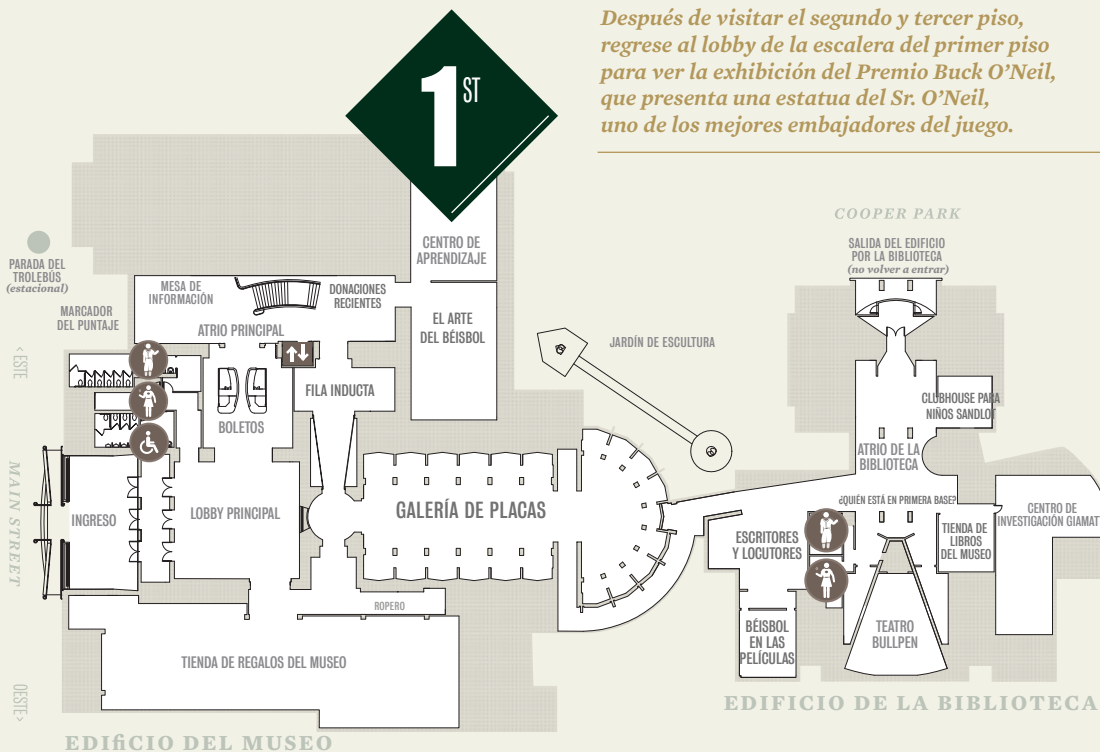 1ST
Después de visitar el segundo y tercer piso,
regrese al lobby de la escalera del primer piso
para ver la exhibición del Premio Buck O’Neil,
que presenta una estatua del Sr. O’Neil,
uno de los mejores embajadores del juego.
COOPER PARK
SALIDA DEL EDIFICIO
POR LA BIBLIOTECA
(no volver a entrar)
PARADA DEL
TROLEBÚS
(estacional)
MARCADOR
DEL PUNTAJE
< ESTE
MESA DE
INFORMACIÓN
DONACIONES
RECIENTES
ATRIO PRINCIPAL
CENTRO DE
APRENDIZAJE
EL ARTE
DEL BÉISBOL
JARDÍN DE ESCULTURA
FILA INDUCTA
BOLETOS
CLUBHOUSE PARA
NIÑOS SANDLOT
ATRIO DE LA
BIBLIOTECA
MAIN STREET
INGRESO
LOBBY PRINCIPAL
GALERÍA DE PLACAS
¿QUIÉN ESTÁ EN PRIMERA BASE?
ESCRITORES
Y LOCUTORES
TIENDA DE
LIBROS
DEL MUSEO
CENTRO DE
INVESTIGACIÓN GIAMAT
ROPERO
BÉISBOL
EN LAS
PELÍCULAS
TEATRO
BULLPEN
TIENDA DE REGALOS DEL MUSEO
OESTE >
EDIFICIO DE LA BIBLIOTECA
EDIfiCIO DEL MUSEO